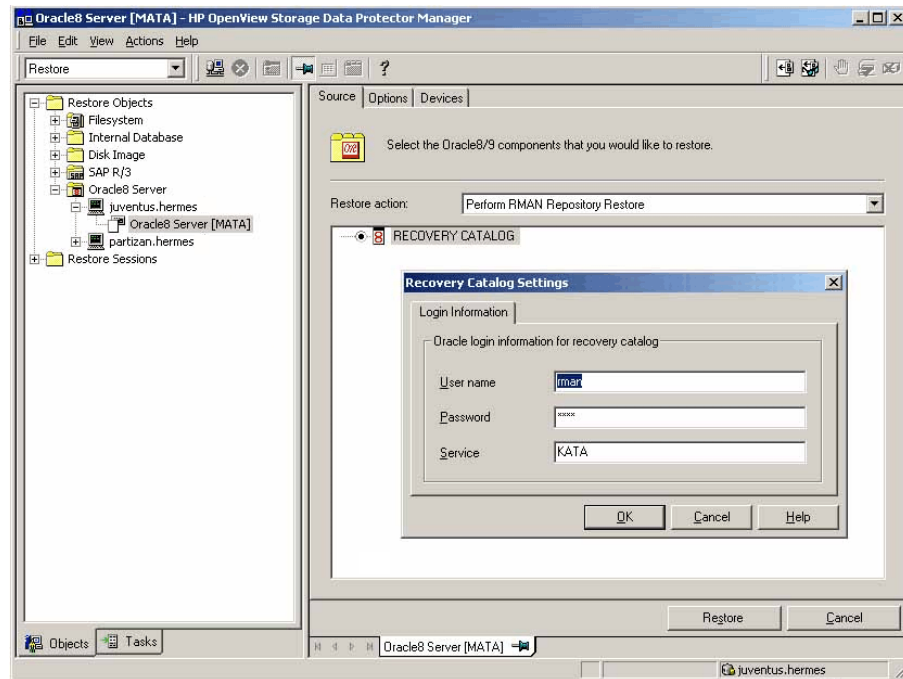 Oracle8 Server [MATA] - HP OpenView Storage Data Protector Manager
File Edit View Actions Help
Restore
?
Restore Objects
Filesystem
Internal Database
Disk Image
SAP R/3
Oracle8 Server
juventus.hermes
Oracle8 Server [MATA]
partizan.hermes
Restore Sessions
Objects Tasks
Source Options Devices
Select the Oracle8/9 components that you would like to restore.
Restore action: Perform RMAN Repository Restore
RECOVERY CATALOG
Recovery Catalog Settings
Login Information
Oracle login information for recovery catalog
User name rman
Password ****
Service KATA
OK Cancel Help
Restore Cancel
Oracle8 Server [MATA]
juventus.hermes